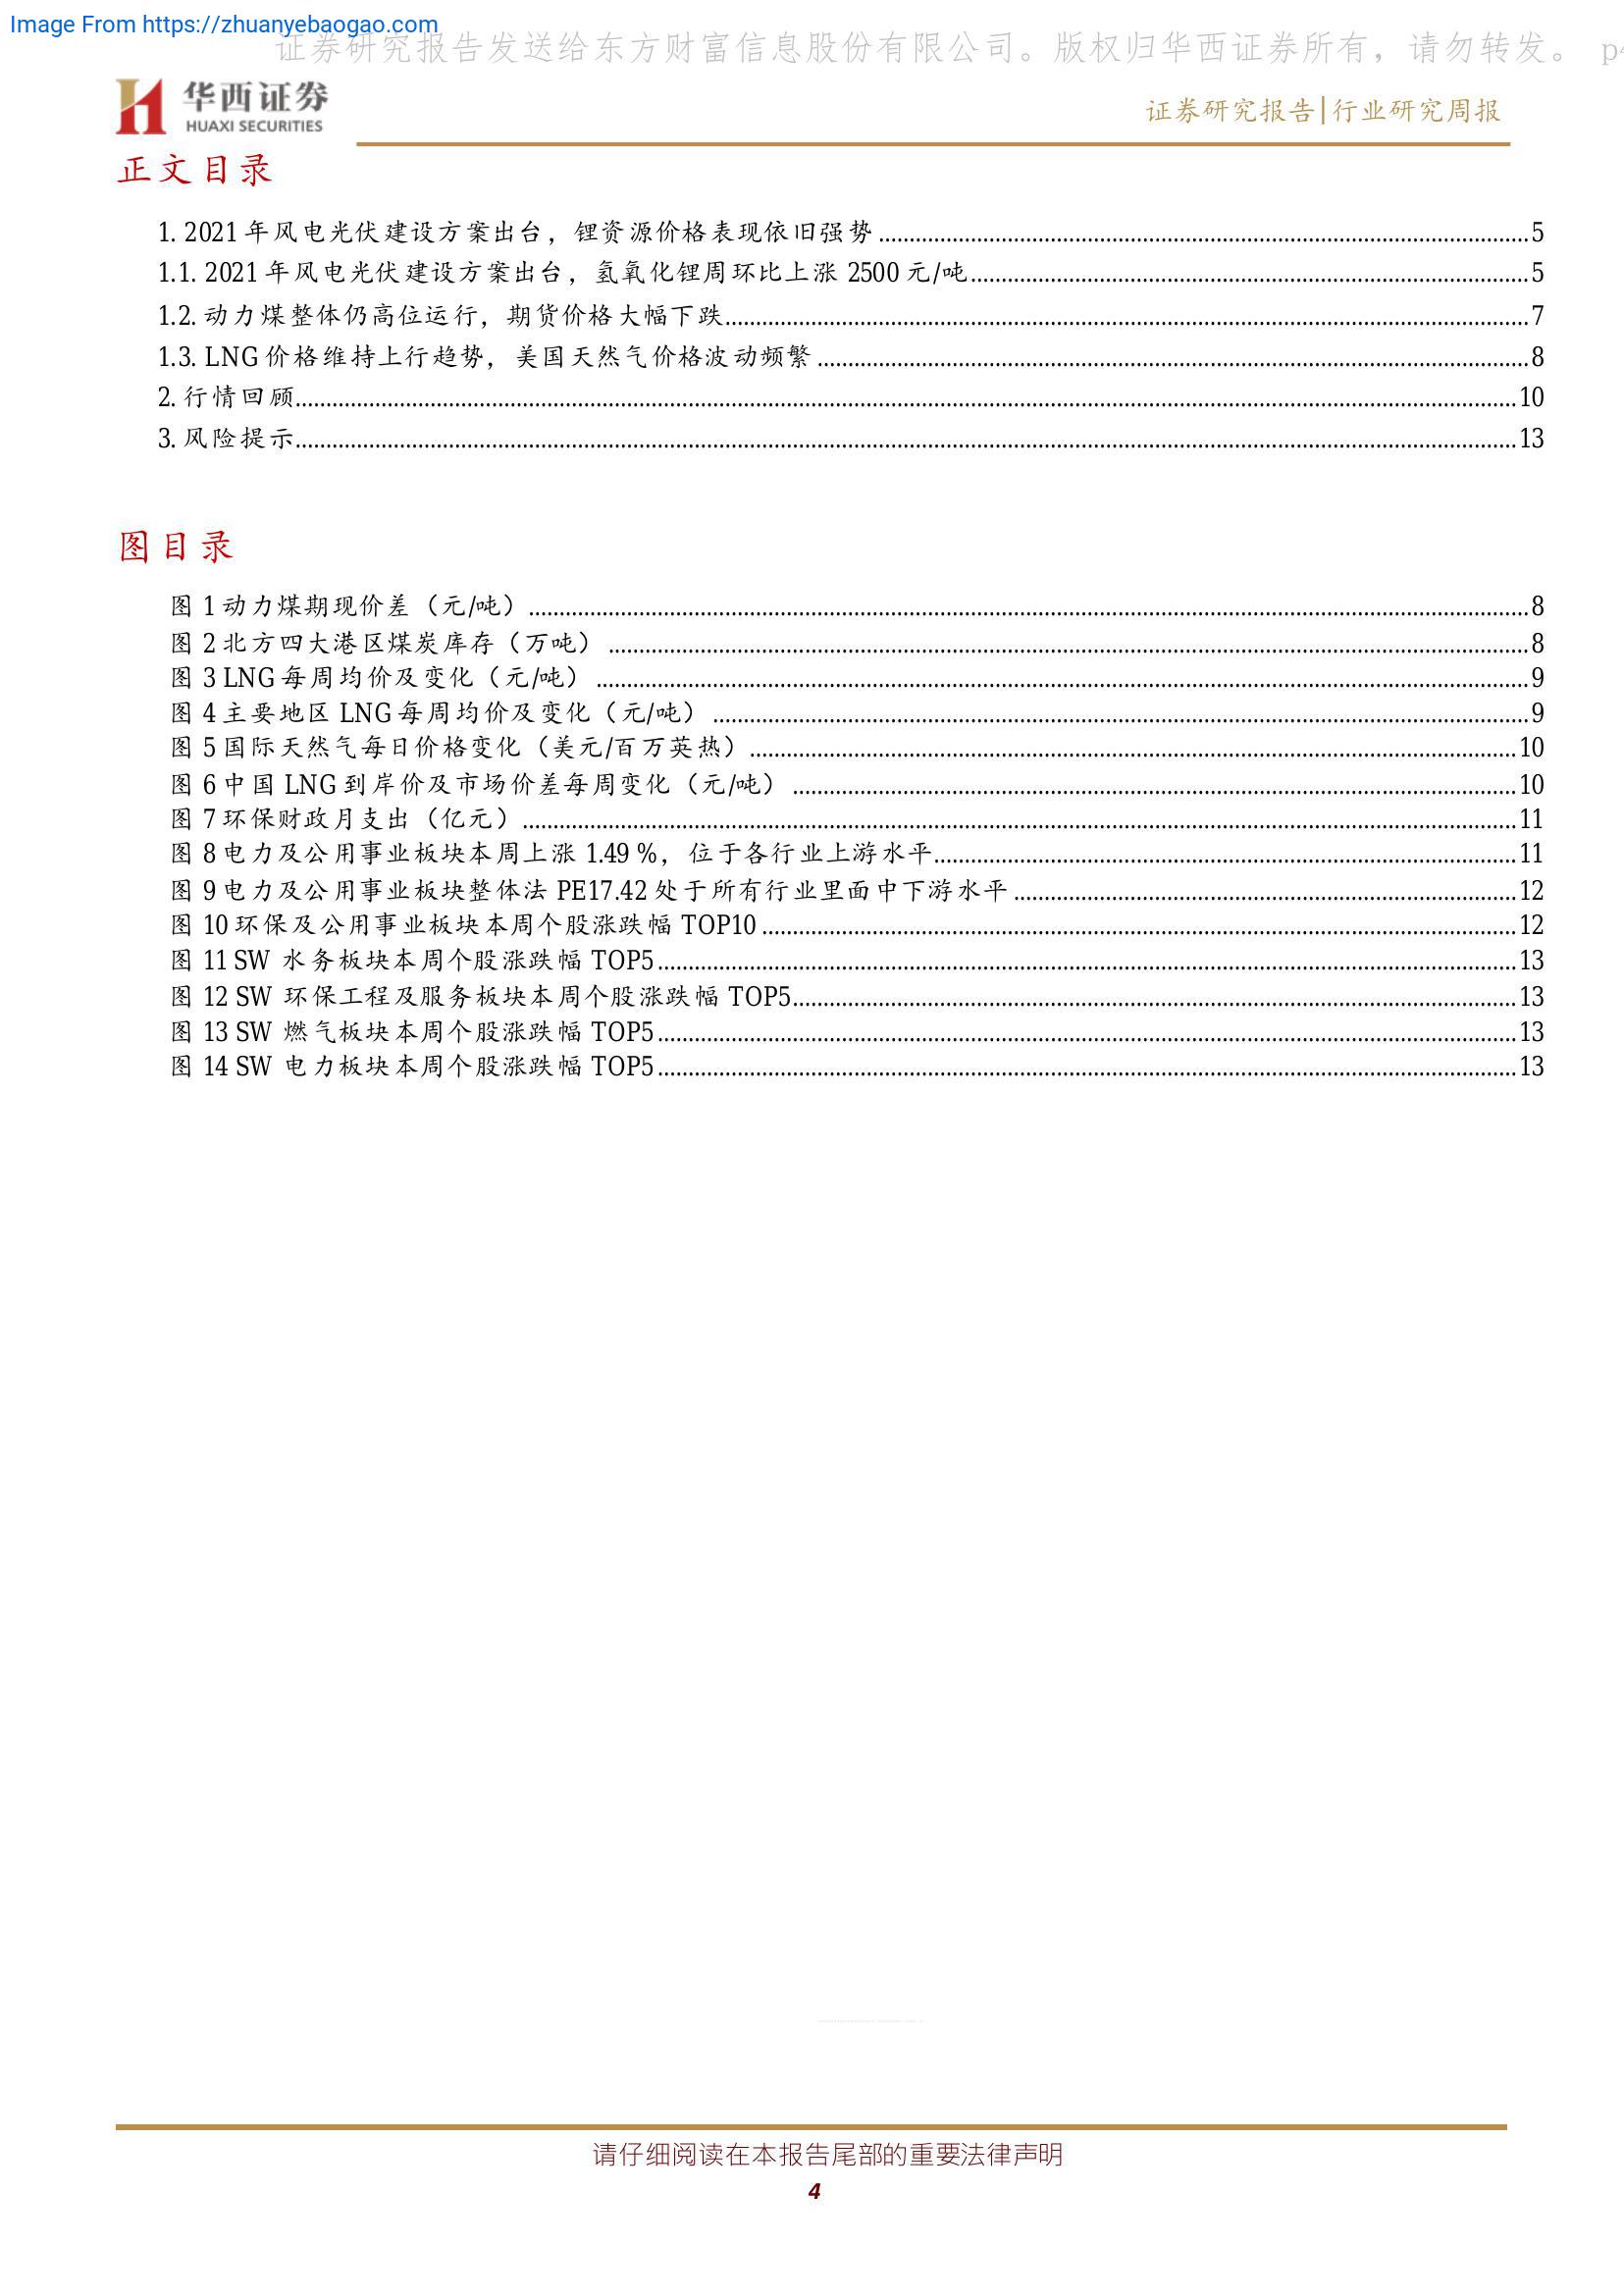 Image From https://zhuanyebaogao.com
证券研究报告发送给东方财富信息股份有限公司。版权归华西证券所有，请勿转发。 p4
华西证券
HUAXI SECURITIES
证券研究报告|行业研究周报
正文目录
1. 2021 年风电光伏建设方案出台，锂资源价格表现依旧强势 ........ 5
1.1. 2021 年风电光伏建设方案出台，氢氧化锂周环比上涨 2500 元/吨 ........ 5
1.2. 动力煤整体仍高位运行，期货价格大幅下跌 ........ 7
1.3. LNG 价格维持上行趋势，美国天然气价格波动频繁 ........ 8
2. 行情回顾 ........ 10
3. 风险提示 ........ 13
图目录
图 1 动力煤期现价差（元/吨） ........ 8
图 2 北方四大港区煤炭库存（万吨） ........ 8
图 3 LNG 每周均价及变化（元/吨） ........ 9
图 4 主要地区 LNG 每周均价及变化（元/吨） ........ 9
图 5 国际天然气每日价格变化（美元/百万英热） ........ 10
图 6 中国 LNG 到岸价及市场价差每周变化（元/吨） ........ 10
图 7 环保财政月支出（亿元） ........ 11
图 8 电力及公用事业板块本周上涨 1.49 %，位于各行业上游水平 ........ 11
图 9 电力及公用事业板块整体法 PE17.42 处于所有行业里面中下游水平 ........ 12
图 10 环保及公用事业板块本周个股涨跌幅 TOP10 ........ 12
图 11 SW 水务板块本周个股涨跌幅 TOP5 ........ 13
图 12 SW 环保工程及服务板块本周个股涨跌幅 TOP5 ........ 13
图 13 SW 燃气板块本周个股涨跌幅 TOP5 ........ 13
图 14 SW 电力板块本周个股涨跌幅 TOP5 ........ 13
请仔细阅读在本报告尾部的重要法律声明
4